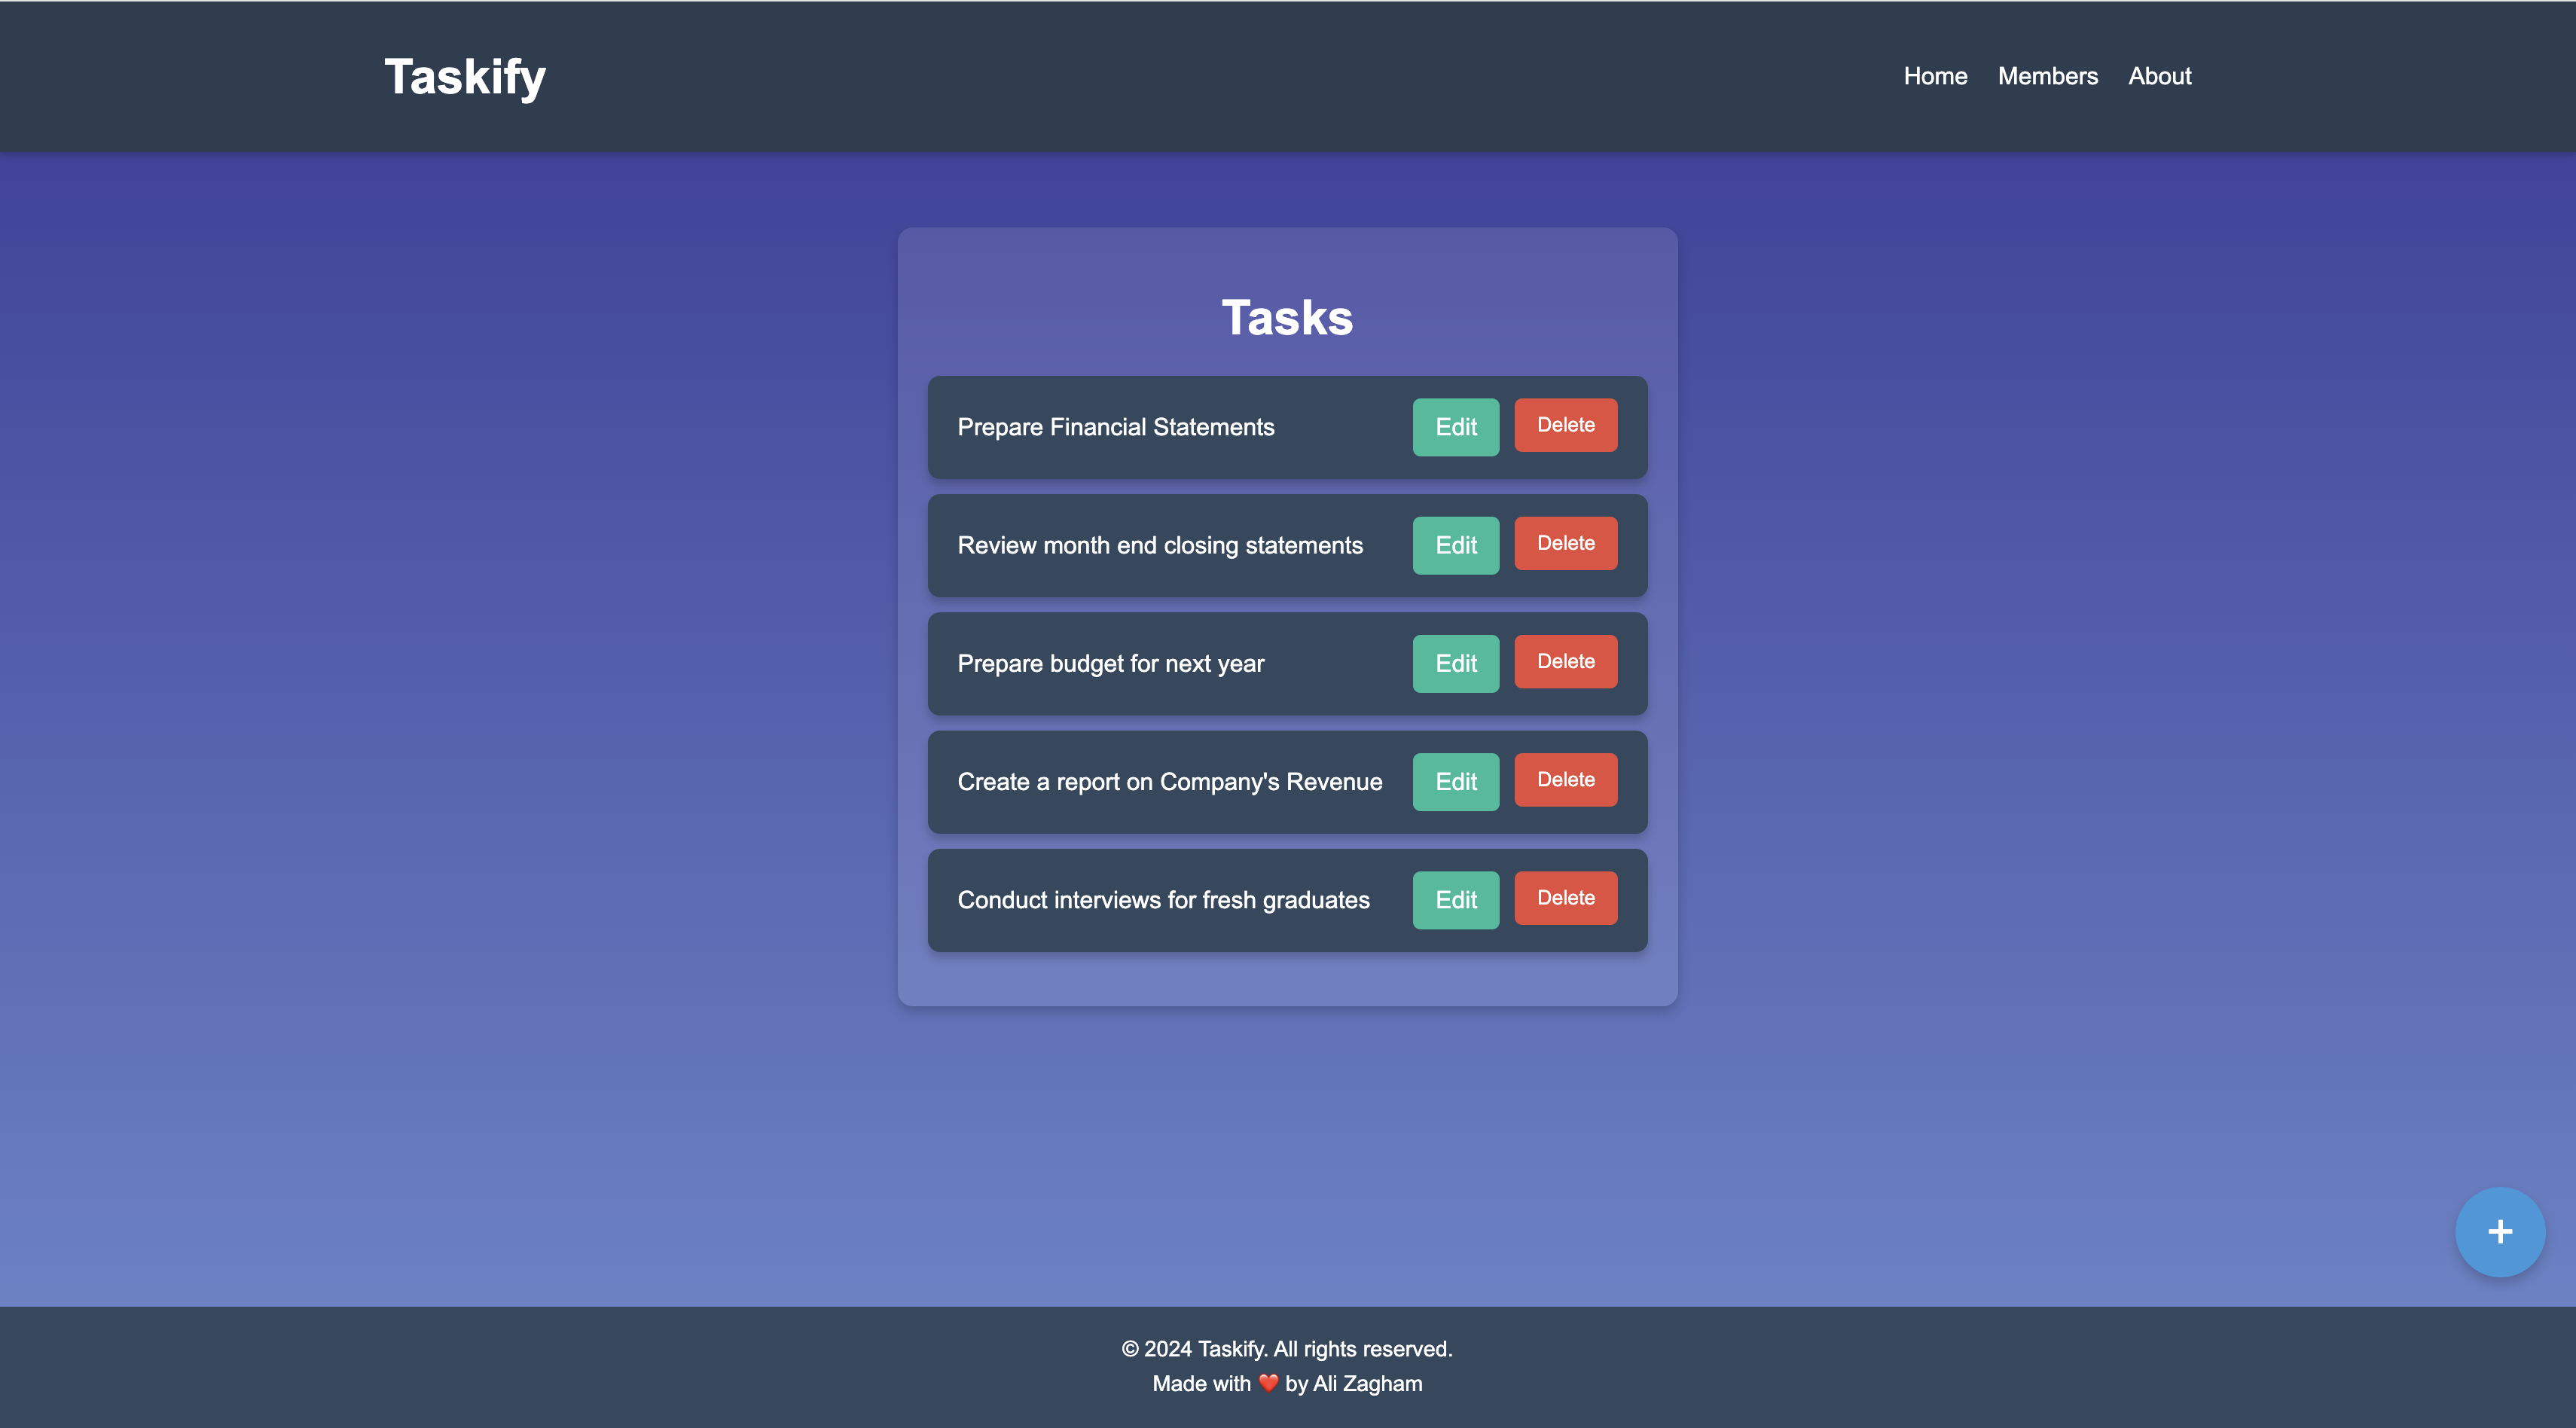 Taskify
Home Members About
Tasks
Prepare Financial Statements Edit Delete
Review month end closing statements Edit Delete
Prepare budget for next year Edit Delete
Create a report on Company's Revenue Edit Delete
Conduct interviews for fresh graduates Edit Delete
+
© 2024 Taskify. All rights reserved.
Made with ❤️ by Ali Zagham